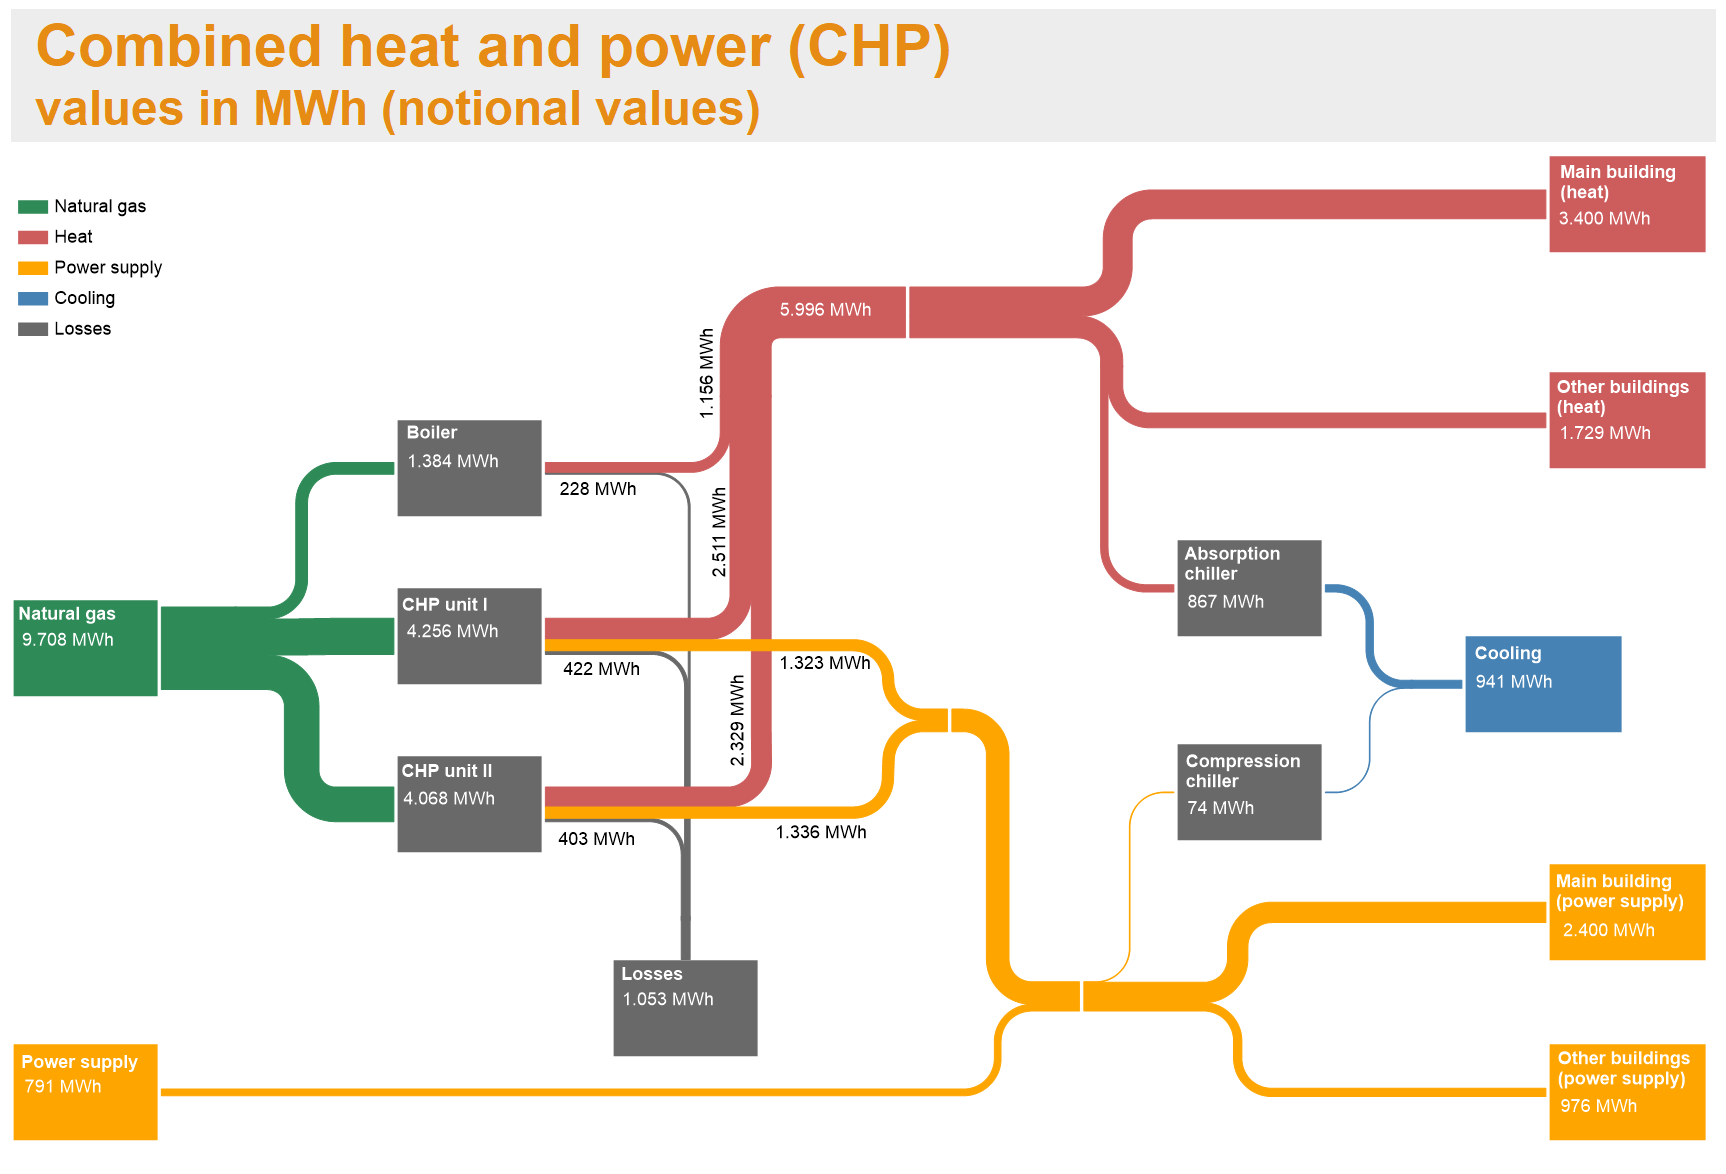 Combined heat and power (CHP)
values in MWh (notional values)
Natural gas
Heat
Power supply
Cooling
Losses
Main building
(heat)
3.400 MWh
5.996 MWh
1.156 MWh
Other buildings
(heat)
1.729 MWh
Boiler
1.384 MWh
228 MWh
2.511 MWh
Absorption
chiller
867 MWh
Natural gas
9.708 MWh
CHP unit I
4.256 MWh
422 MWh
1.323 MWh
Cooling
941 MWh
2.329 MWh
CHP unit II
4.068 MWh
403 MWh
1.336 MWh
Compression
chiller
74 MWh
Main building
(power supply)
2.400 MWh
Losses
1.053 MWh
Power supply
791 MWh
Other buildings
(power supply)
976 MWh